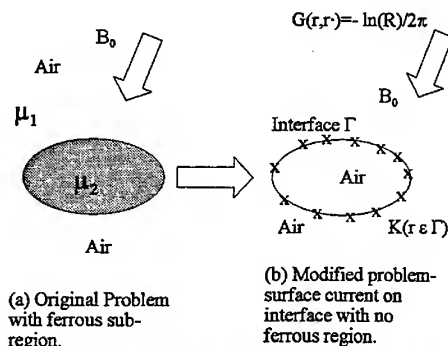 G(r,r·)=- ln(R)/2π
B₀
Air
B₀
μ₁
Interface Γ
μ₂
Air
Air
Air
K(r ε Γ)
(a) Original Problem
with ferrous sub-
region.
(b) Modified problem-
surface current on
interface with no
ferrous region.